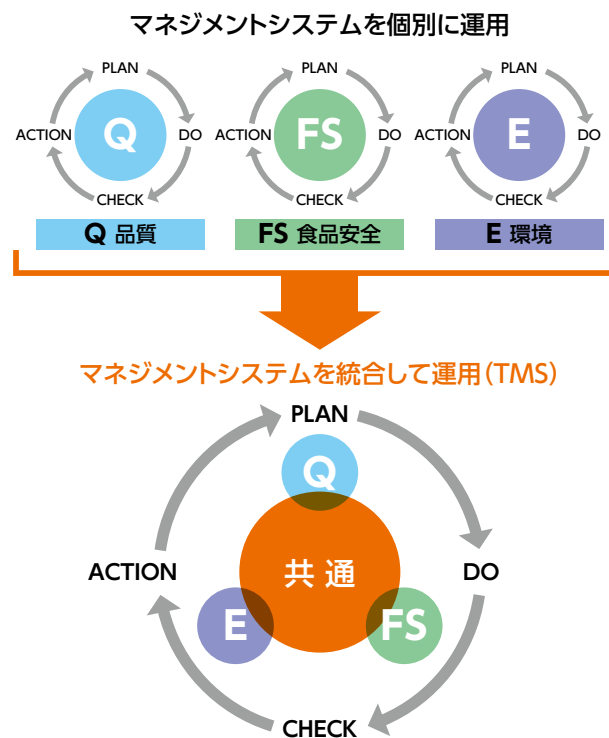 マネジメントシステムを個別に運用
PLAN
ACTION
Q
DO
CHECK
PLAN
ACTION
FS
DO
CHECK
PLAN
ACTION
E
DO
CHECK
Q 品質
FS 食品安全
E 環境
マネジメントシステムを統合して運用(TMS)
PLAN
Q
ACTION
共通
DO
E
FS
CHECK